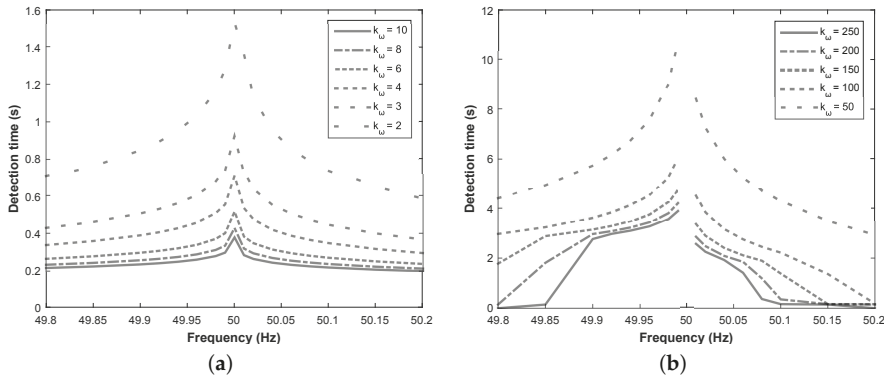 1.6
1.4
1.2
1
0.8
0.6
0.4
0.2
0
Detection time (s)
k_ω = 10
k_ω = 8
k_ω = 6
k_ω = 4
k_ω = 3
k_ω = 2
49.8 49.85 49.9 49.95 50 50.05 50.1 50.15 50.2
Frequency (Hz)
(a)
12
10
8
6
4
2
0
Detection time (s)
k_ω = 250
k_ω = 200
k_ω = 150
k_ω = 100
k_ω = 50
49.8 49.85 49.9 49.95 50 50.05 50.1 50.15 50.2
Frequency (Hz)
(b)